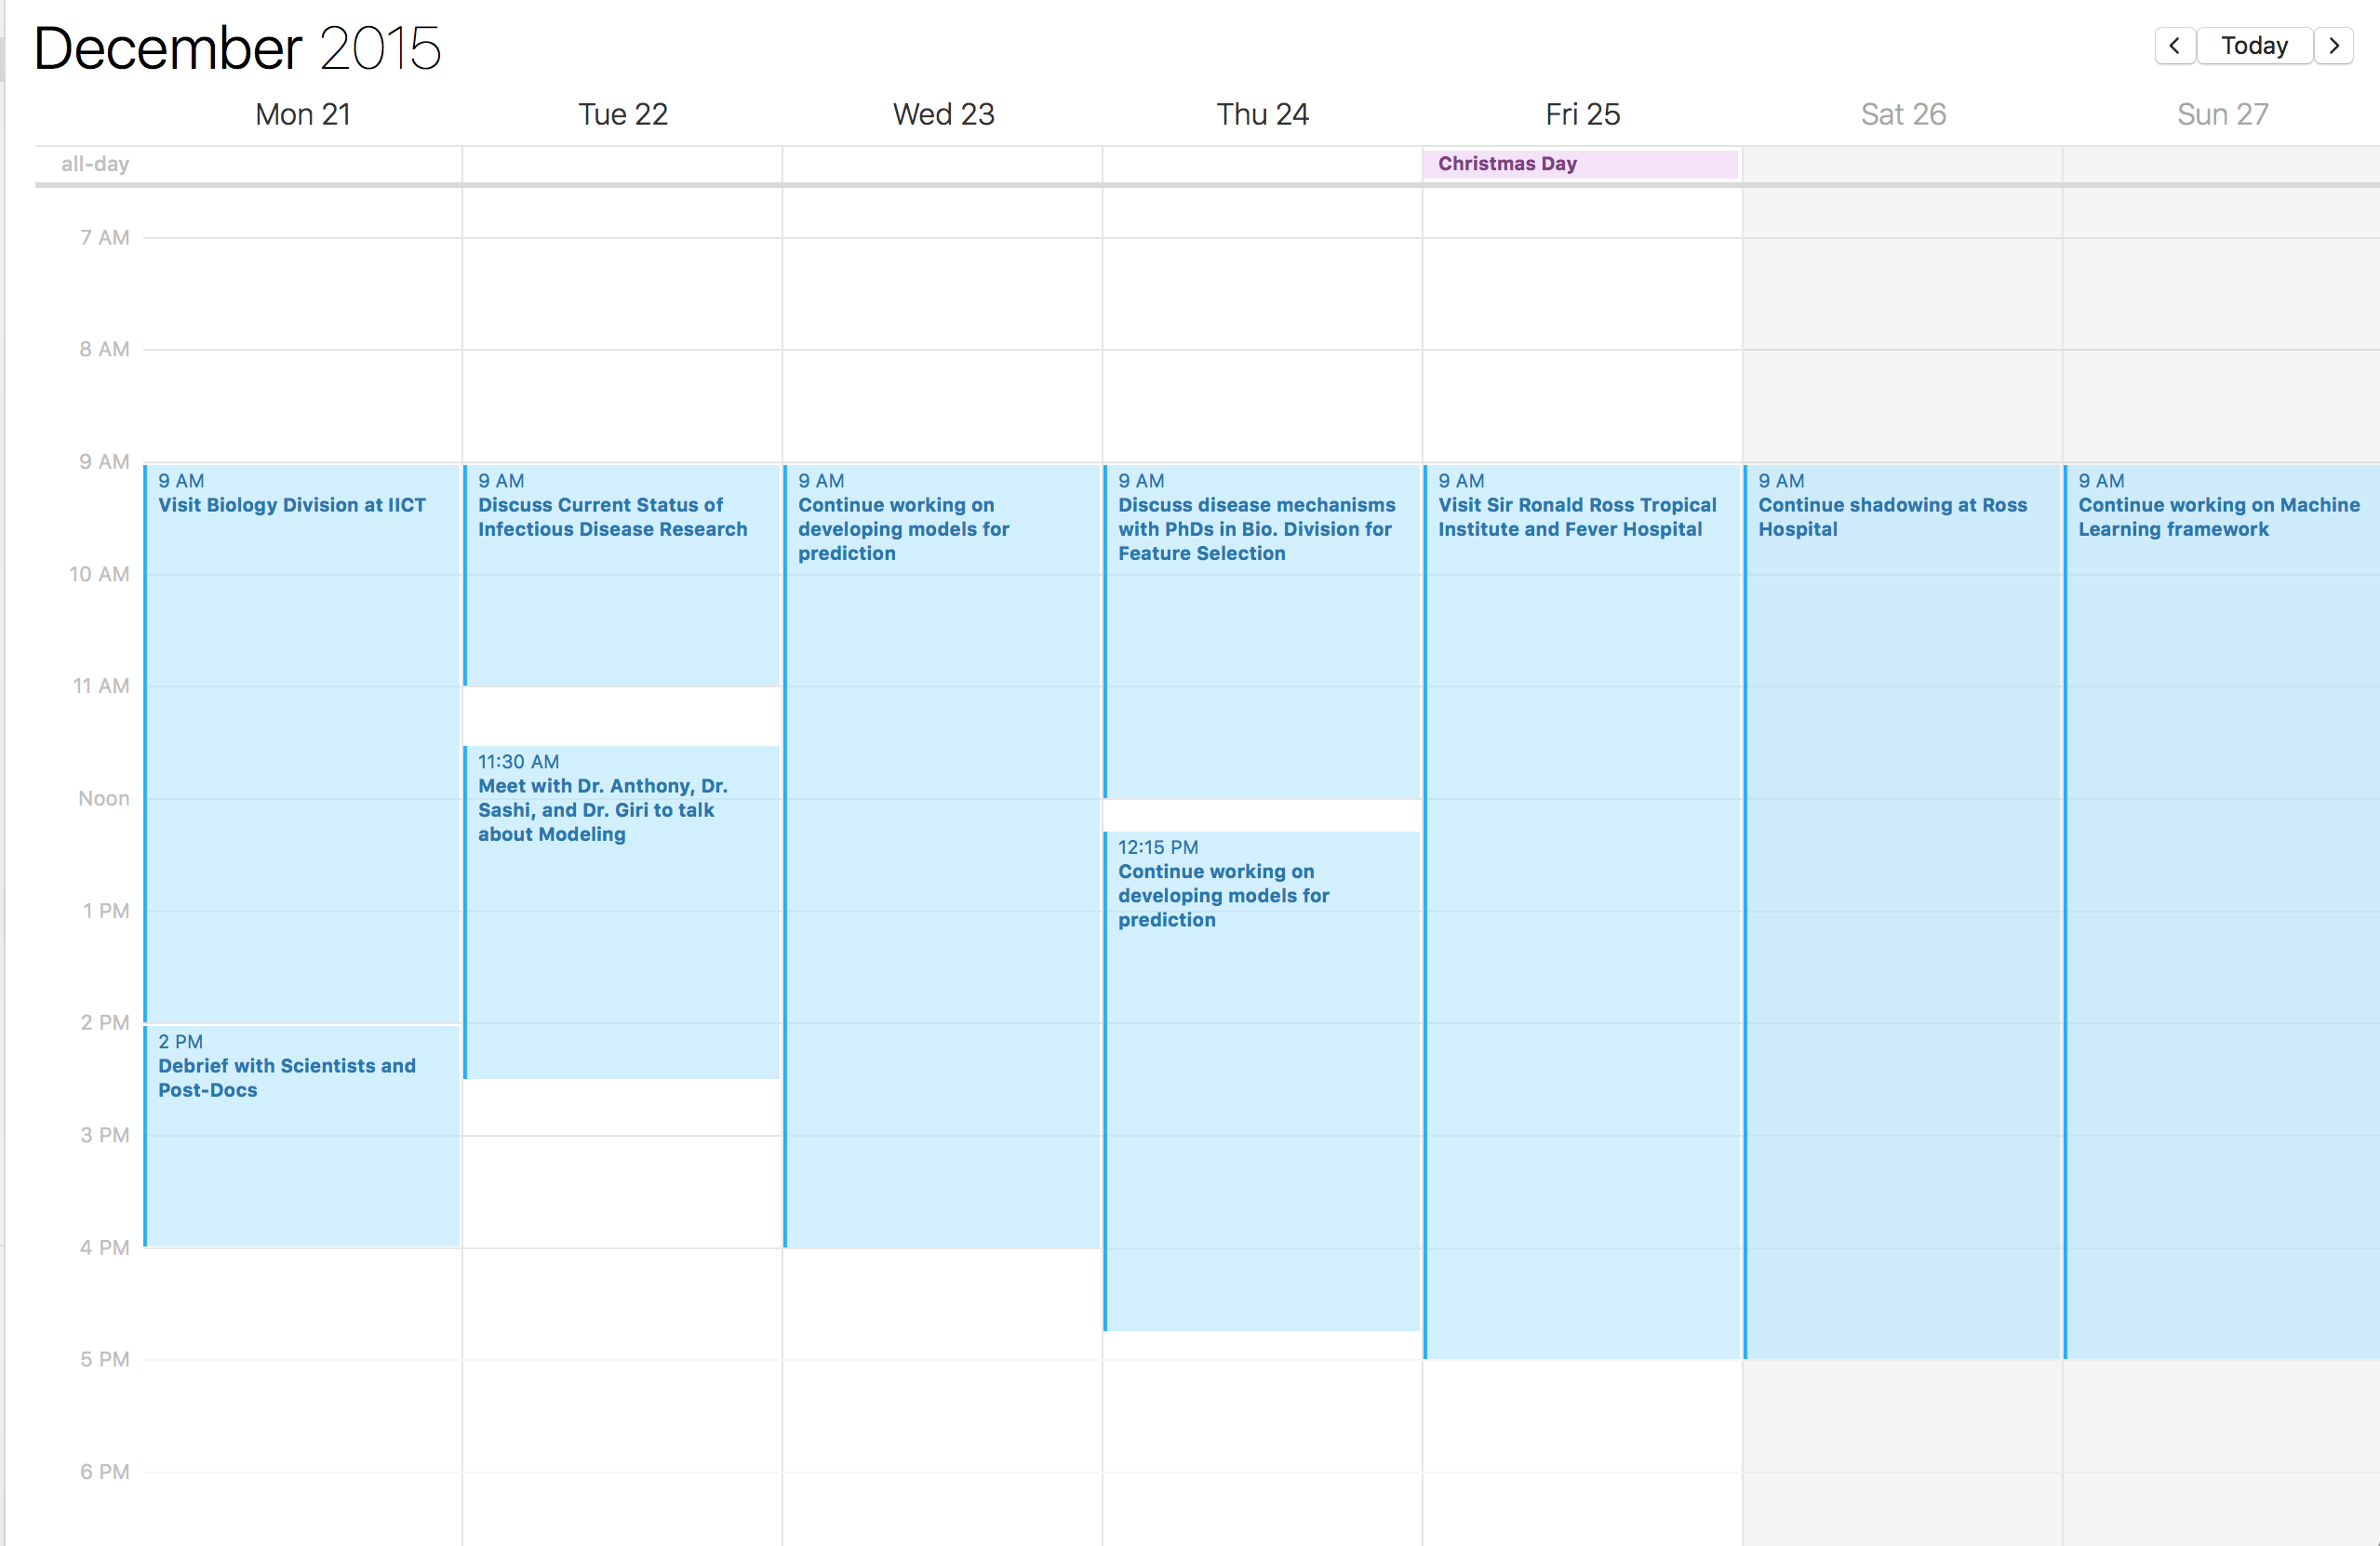 December 2015
Today
Mon 21
Tue 22
Wed 23
Thu 24
Fri 25
Sat 26
Sun 27
all-day
Christmas Day
7 AM
8 AM
9 AM
10 AM
11 AM
Noon
1 PM
2 PM
3 PM
4 PM
5 PM
6 PM
9 AM
Visit Biology Division at IICT
2 PM
Debrief with Scientists and
Post-Docs
9 AM
Discuss Current Status of
Infectious Disease Research
11:30 AM
Meet with Dr. Anthony, Dr.
Sashi, and Dr. Giri to talk
about Modeling
9 AM
Continue working on
developing models for
prediction
9 AM
Discuss disease mechanisms
with PhDs in Bio. Division for
Feature Selection
12:15 PM
Continue working on
developing models for
prediction
9 AM
Visit Sir Ronald Ross Tropical
Institute and Fever Hospital
9 AM
Continue shadowing at Ross
Hospital
9 AM
Continue working on Machine
Learning framework